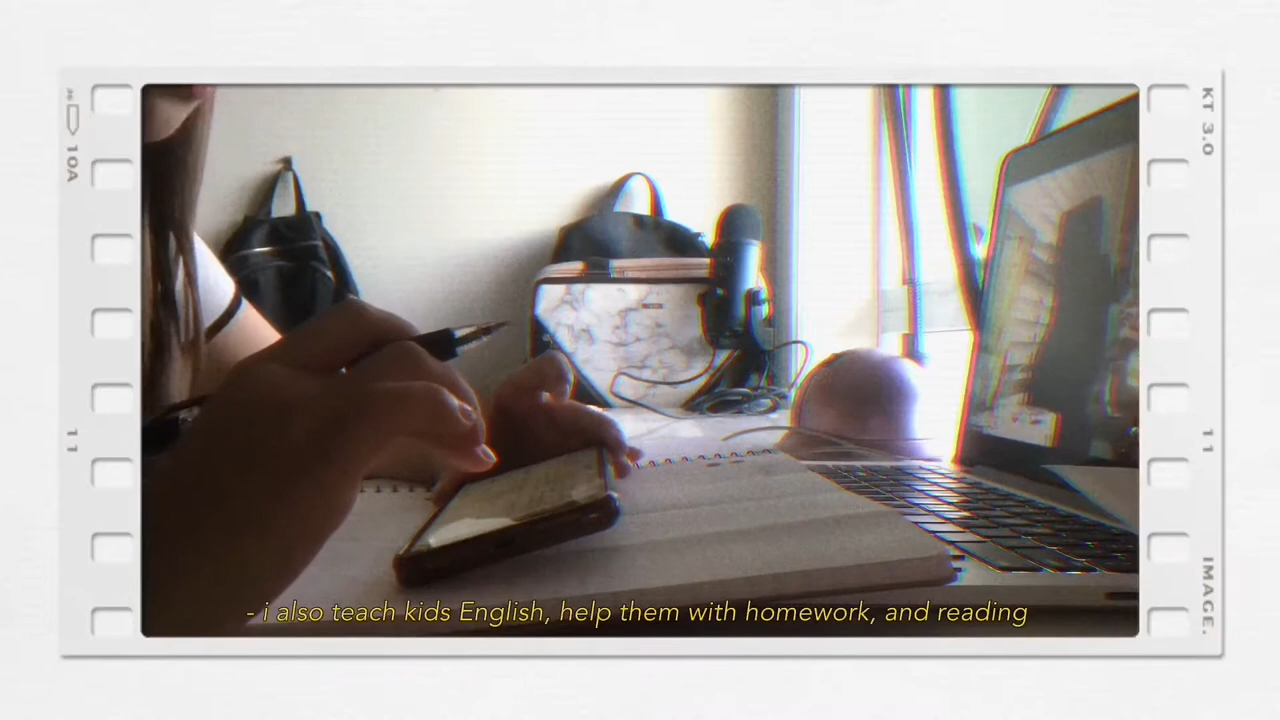 10A
KT 3.0
11
11
IMAGE.
- i also teach kids English, help them with homework, and reading